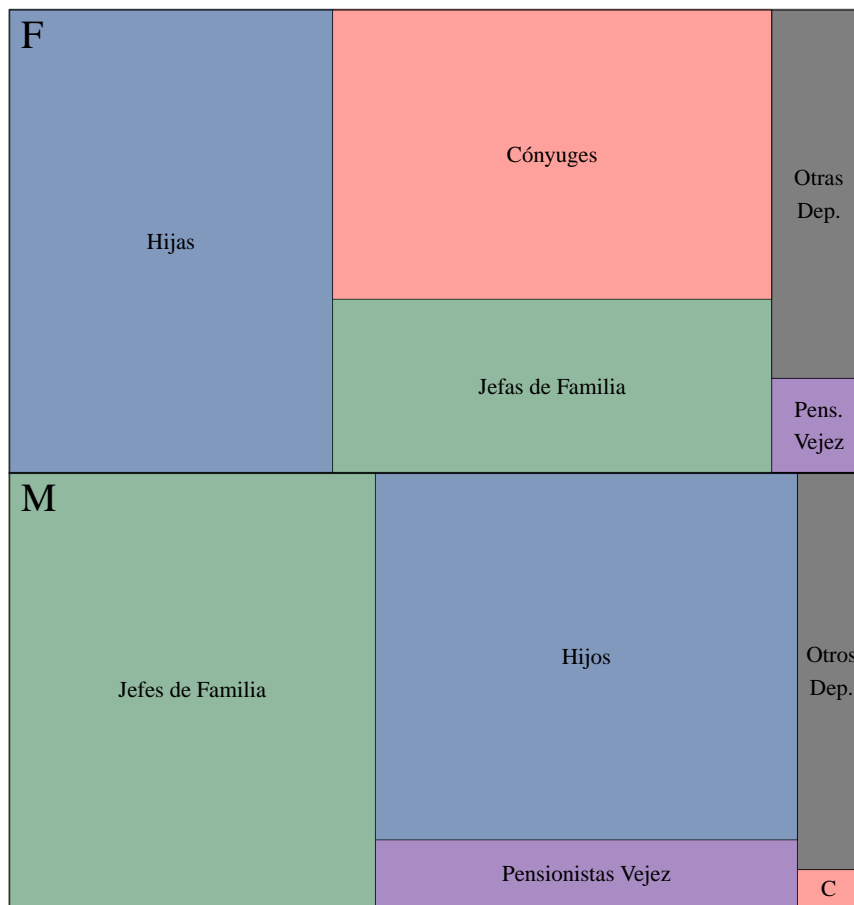 F
Hijas
Cónyuges
Jefas de Familia
Otras
Dep.
Pens.
Vejez
M
Jefes de Familia
Hijos
Pensionistas Vejez
Otros
Dep.
C